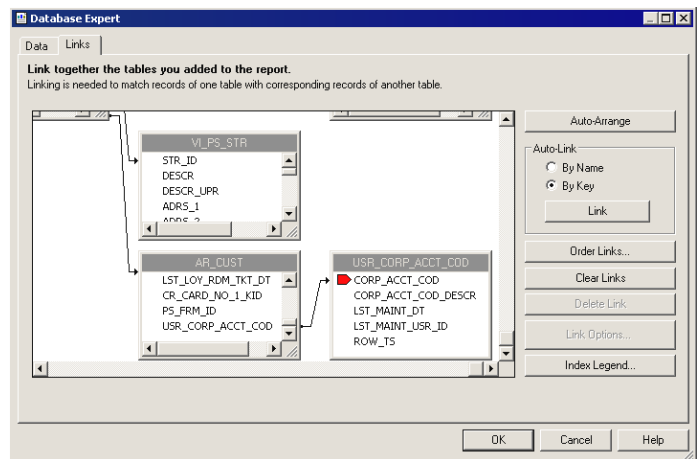 Database Expert
Data Links
Link together the tables you added to the report.
Linking is needed to match records of one table with corresponding records of another table.
VI_PS_STR
STR_ID
DESCR
DESCR_UPR
ADRS_1
AR_CUST
LST_LOY_RDM_TKT_DT
CR_CARD_NO_1_KID
PS_FRM_ID
USR_CORP_ACCT_COD
USR_CORP_ACCT_COD
CORP_ACCT_COD
CORP_ACCT_COD_DESCR
LST_MAINT_DT
LST_MAINT_USR_ID
ROW_TS
Auto-Arrange
Auto-Link
By Name
By Key
Link
Order Links...
Clear Links
Delete Link
Link Options...
Index Legend...
OK Cancel Help